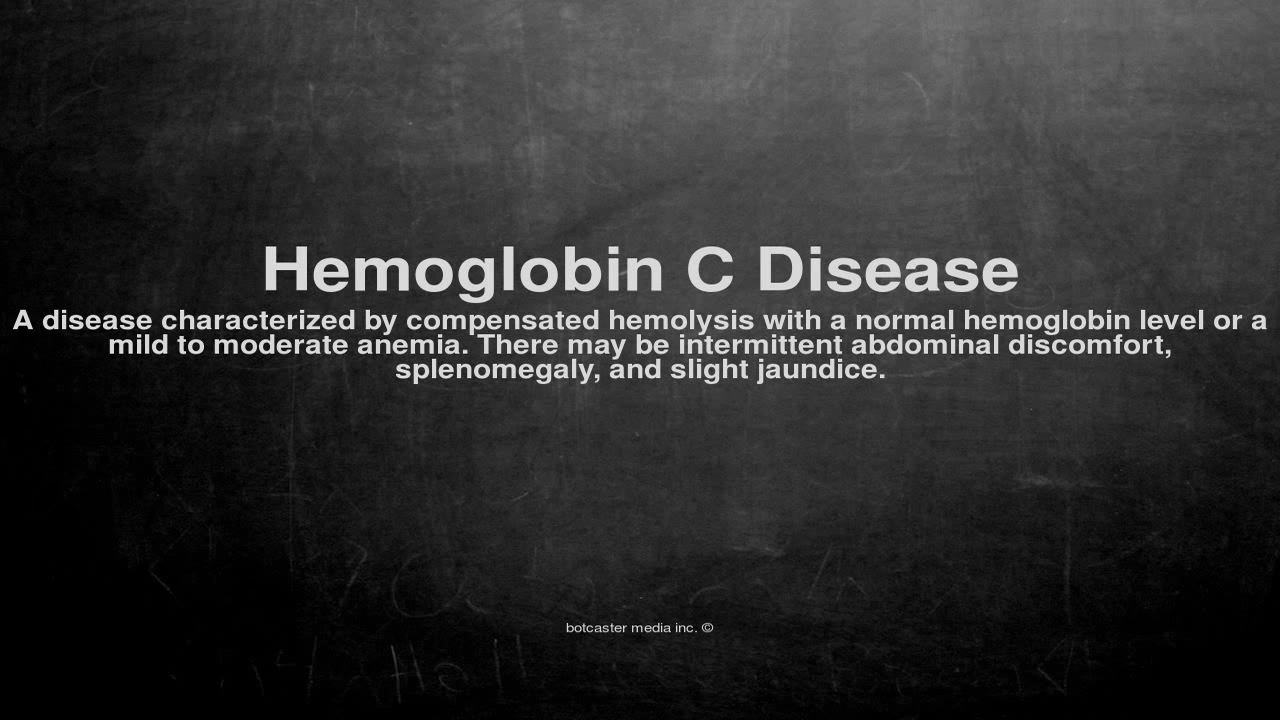 Hemoglobin C Disease
A disease characterized by compensated hemolysis with a normal hemoglobin level or a
mild to moderate anemia. There may be intermittent abdominal discomfort,
splenomegaly, and slight jaundice.
botcaster media inc. ©